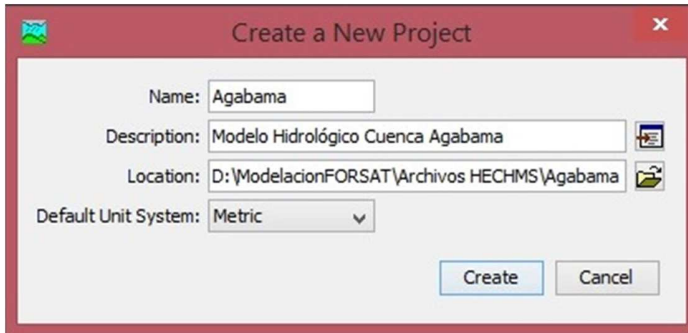 Create a New Project
x
Name: Agabama
Description: Modelo Hidrológico Cuenca Agabama
Location: D:\ModelacionFORSAT\Archivos HECHMS\Agabama
Default Unit System: Metric
Create Cancel